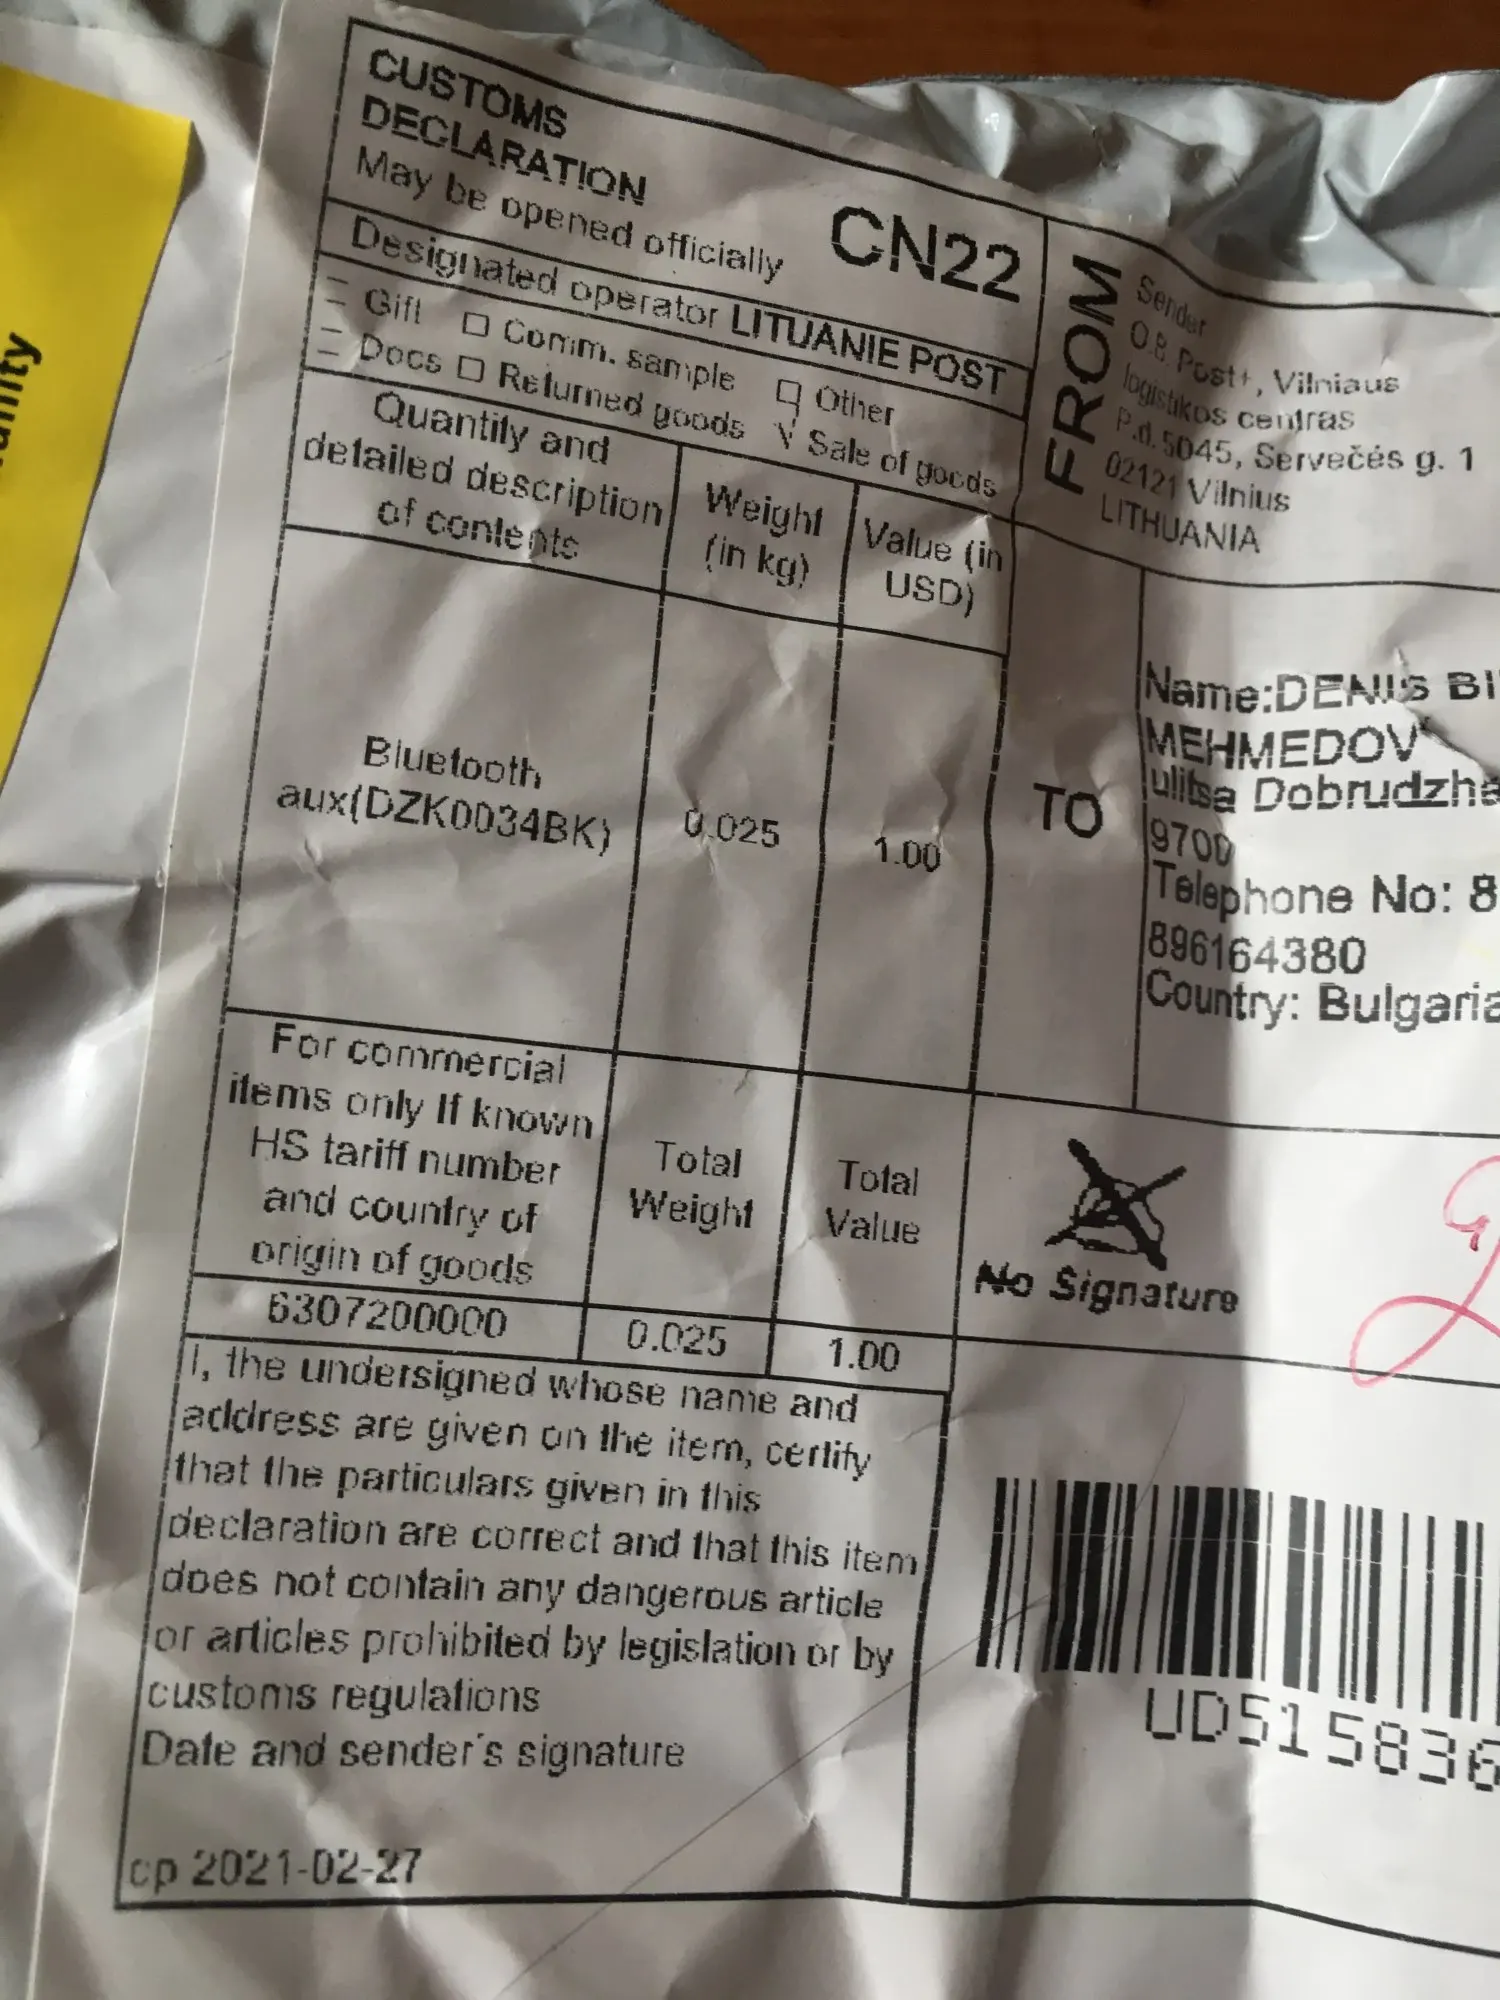 CUSTOMS
DECLARATION
May be opened officially
CN22
Designated operator LITUANIE POST
Gift
Comm. sample
Other
Docs
Returned goods
√ Sale of goods
Quantity and
detailed description
of contents
Weight
(in kg)
Value (in
USD)
Bluetooth
aux(DZK0034BK)
0.025
1.00
For commercial
items only If known
HS tariff number
and country of
origin of goods
Total
Weight
Total
Value
6307200000
0.025
1.00
I, the undersigned whose name and
address are given on the item, certify
that the particulars given in this
declaration are correct and that this item
does not contain any dangerous article
or articles prohibited by legislation or by
customs regulations
Date and sender's signature
cp 2021-02-27
FROM
Sender
O.B. Post+, Vilniaus
logistikos centras
P.d. 5045, Servečės g. 1
02121 Vilnius
LITHUANIA
TO
Name:DENIS
MEHMEDOV
ulitsa
9700
Telephone No: 8
896164380
Country: Bulgaria
No Signature
UD515836